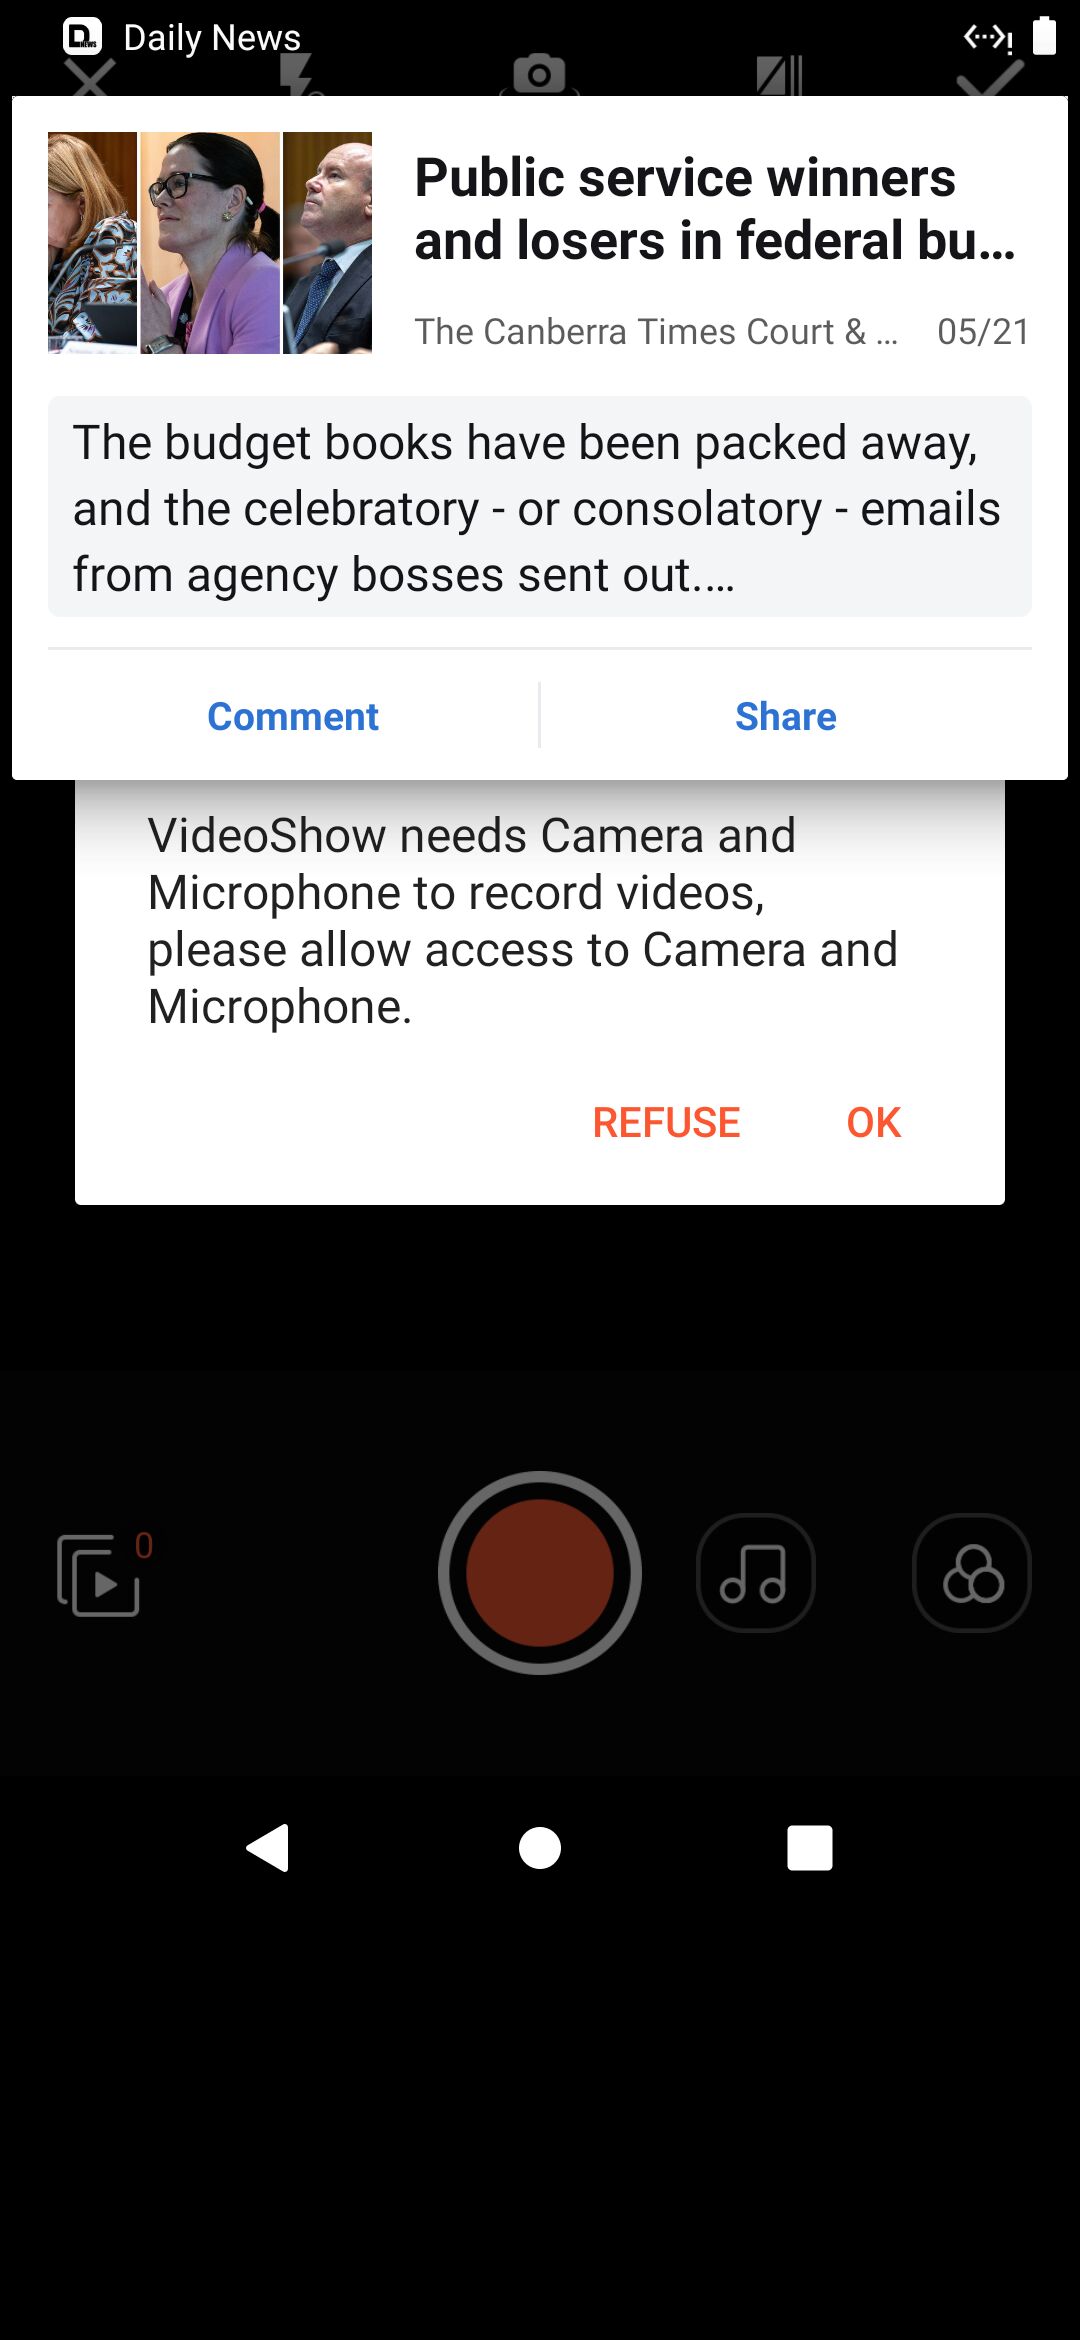 D NEWS Daily News
Public service winners
and losers in federal bu...
The Canberra Times Court & ... 05/21
The budget books have been packed away,
and the celebratory - or consolatory - emails
from agency bosses sent out....
Comment Share
VideoShow needs Camera and
Microphone to record videos,
please allow access to Camera and
Microphone.
REFUSE OK
0